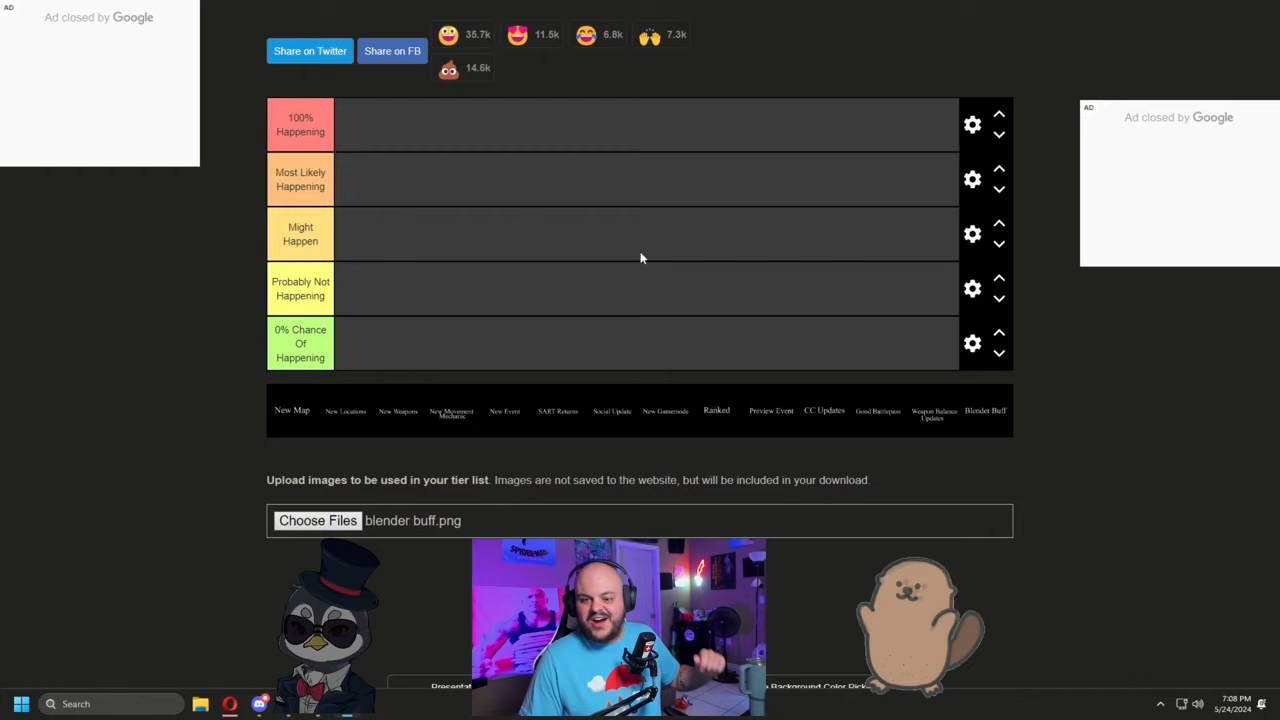 AD
Ad closed by Google
Share on Twitter
Share on FB
35.7k
11.5k
6.8k
7.3k
14.6k
AD
Ad closed by Google
100%
Happening
Most Likely
Happening
Might
Happen
Probably Not
Happening
0% Chance
Of
Happening
New Map
New Locations
New Weapons
New Movement
Mechanic
New Event
SART Returns
Social Update
New Gamemode
Ranked
Preview Event
CC Updates
Good Battlepass
Weapon Balance
Updates
Blender Buff
Upload images to be used in your tier list. Images are not saved to the website, but will be included in your download.
Choose Files blender buff.png
Search
7:08 PM
5/24/2024